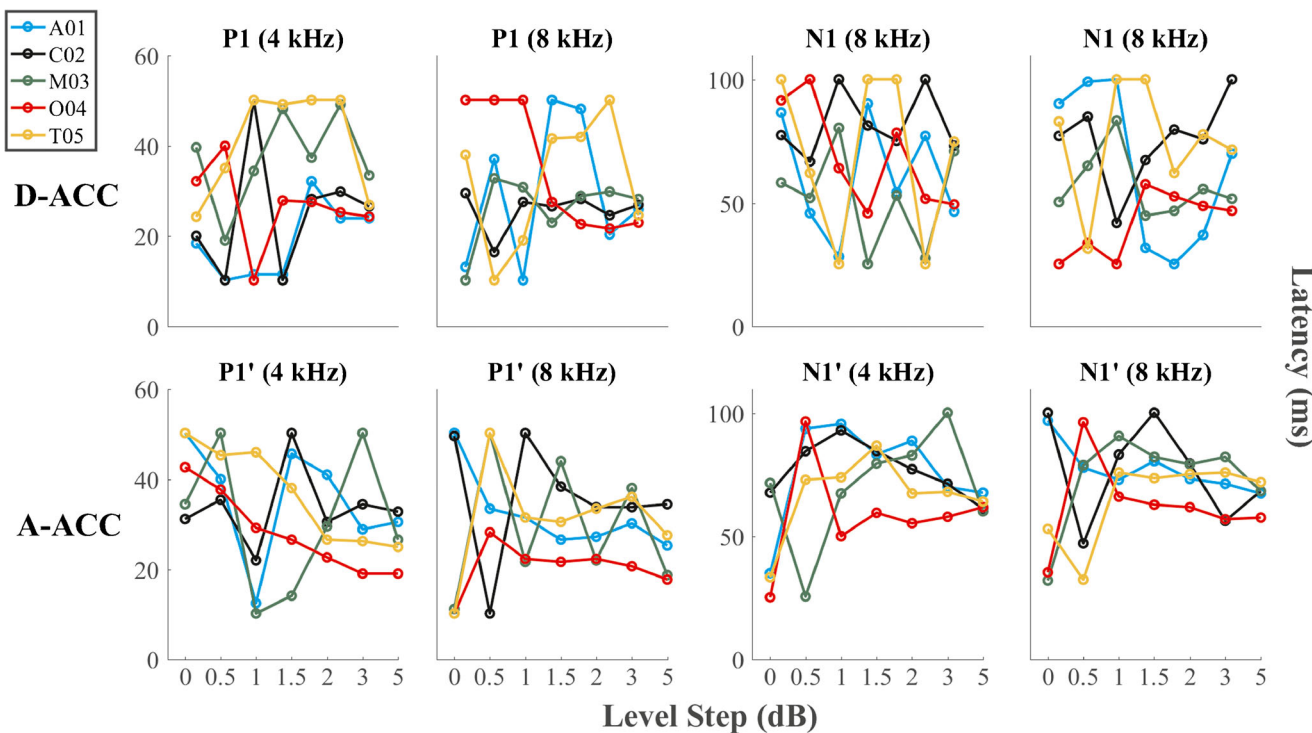 A01
C02
M03
O04
T05
P1 (4 kHz)
P1 (8 kHz)
N1 (8 kHz)
N1 (8 kHz)
60
40
20
0
100
50
0
D-ACC
Latency (ms)
P1' (4 kHz)
P1' (8 kHz)
N1' (4 kHz)
N1' (8 kHz)
60
40
20
0
100
50
0
A-ACC
0 0.5 1 1.5 2 3 5
0 0.5 1 1.5 2 3 5
0 0.5 1 1.5 2 3 5
0 0.5 1 1.5 2 3 5
Level Step (dB)